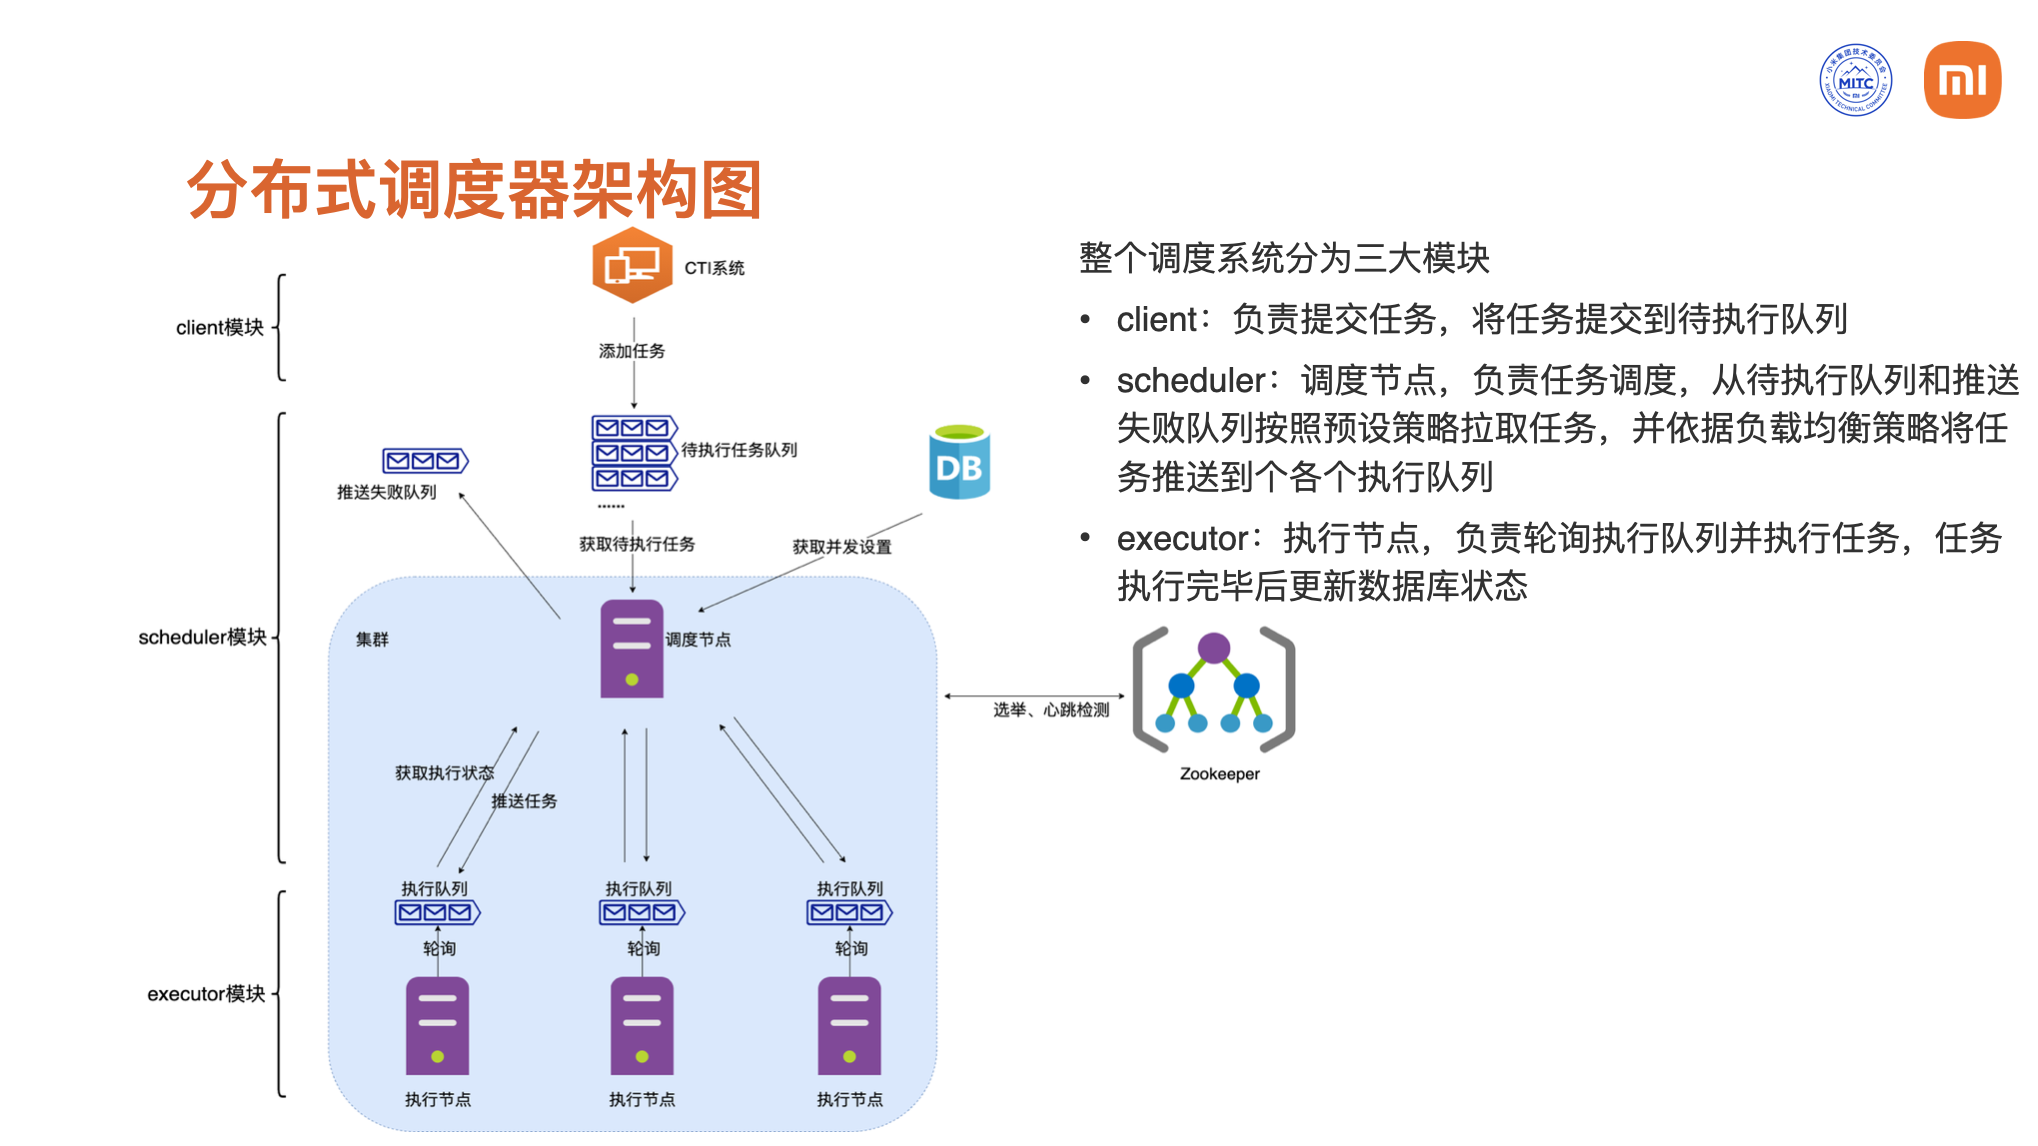 小米集团技术委员会
MITC
XIAOMI TECHNICAL COMMITTEE
分布式调度器架构图
CTI系统
client模块
添加任务
待执行任务队列
......
推送失败队列
DB
获取待执行任务
获取并发设置
集群
调度节点
scheduler模块
选举、心跳检测
Zookeeper
获取执行状态
推送任务
执行队列
执行队列
执行队列
轮询
轮询
轮询
executor模块
执行节点
执行节点
执行节点
整个调度系统分为三大模块
• client：负责提交任务，将任务提交到待执行队列
• scheduler：调度节点，负责任务调度，从待执行队列和推送
失败队列按照预设策略拉取任务，并依据负载均衡策略将任
务推送到个各个执行队列
• executor：执行节点，负责轮询执行队列并执行任务，任务
执行完毕后更新数据库状态